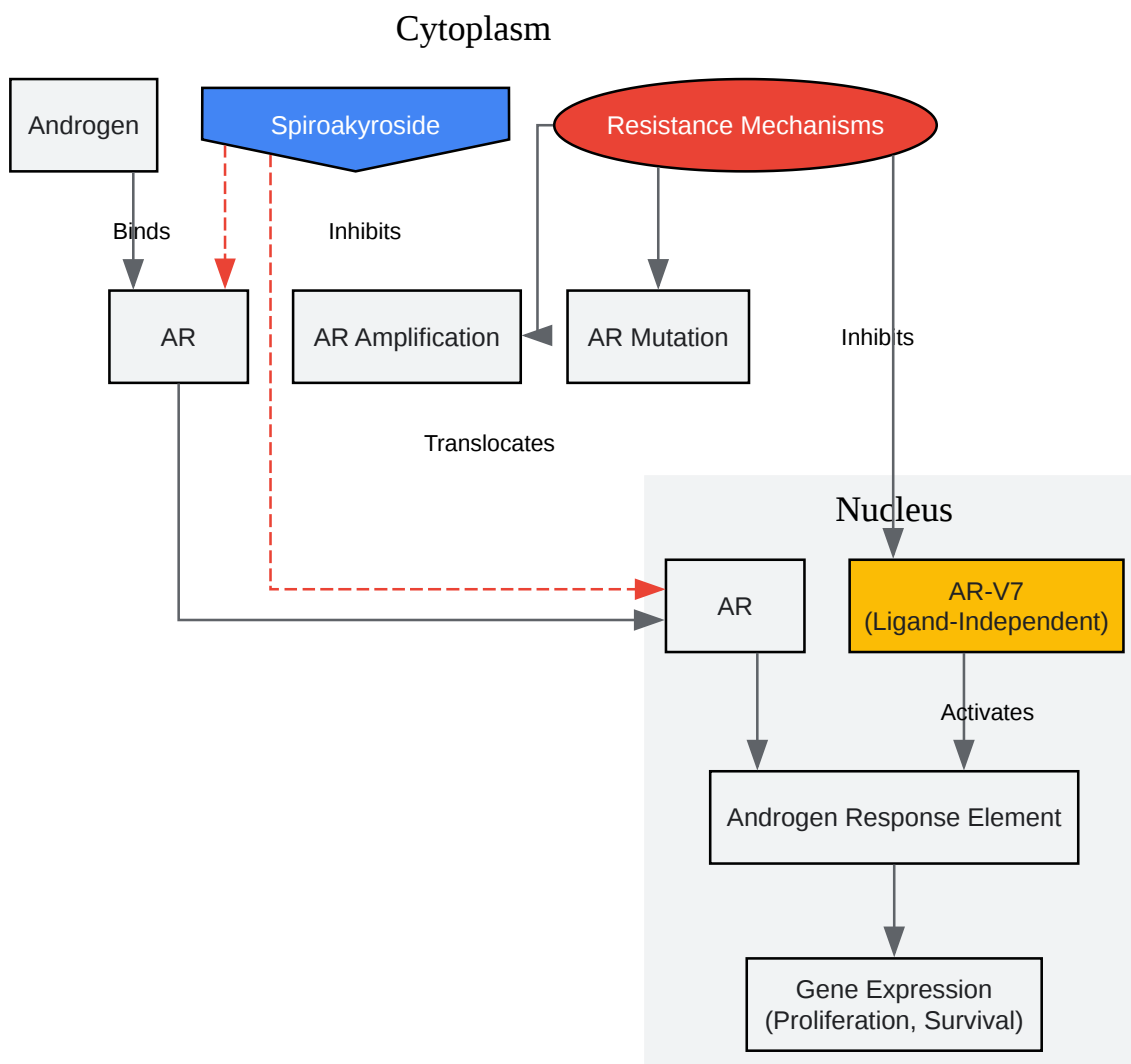 Cytoplasm
Androgen
Spiroakyroside
Resistance Mechanisms
Binds
Inhibits
AR
AR Amplification
AR Mutation
Inhibits
Translocates
Nucleus
AR
AR-V7
(Ligand-Independent)
Activates
Androgen Response Element
Gene Expression
(Proliferation, Survival)